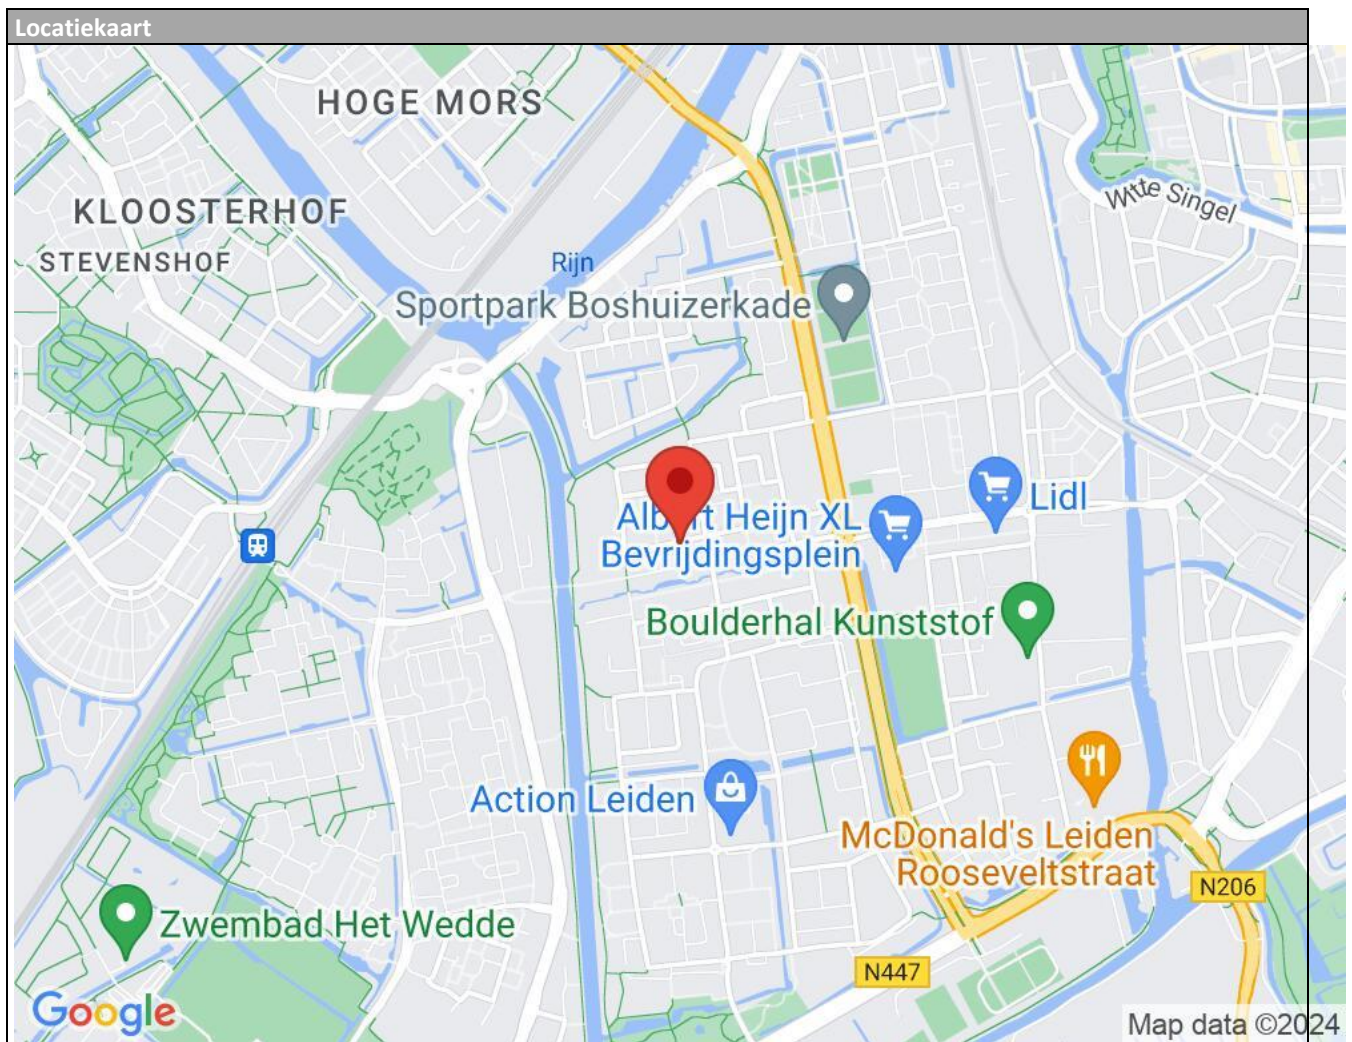 Locatiekaart
HOGE MORS
KLOOSTERHOF
STEVENSHOF
Witte Singel
Rijn
Sportpark Boshuizerkade
Lidl
Albert Heijn XL
Bevrijdingsplein
Boulderhal Kunststof
Action Leiden
McDonald's Leiden
Rooseveltstraat
N206
Zwembad Het Wedde
N447
Google
Map data ©2024